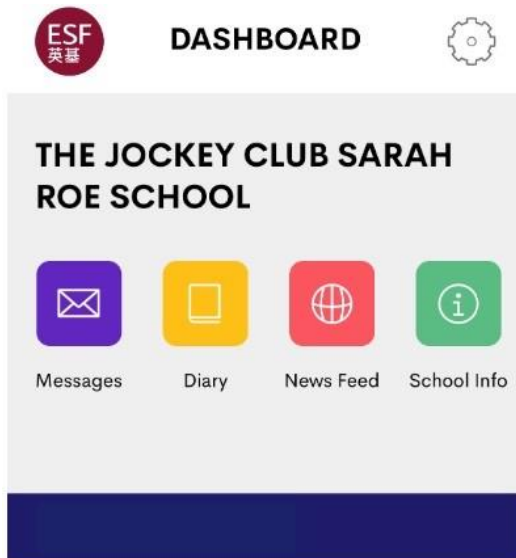 ESF
英基
DASHBOARD
THE JOCKEY CLUB SARAH
ROE SCHOOL
i
Messages
Diary
News Feed
School Info